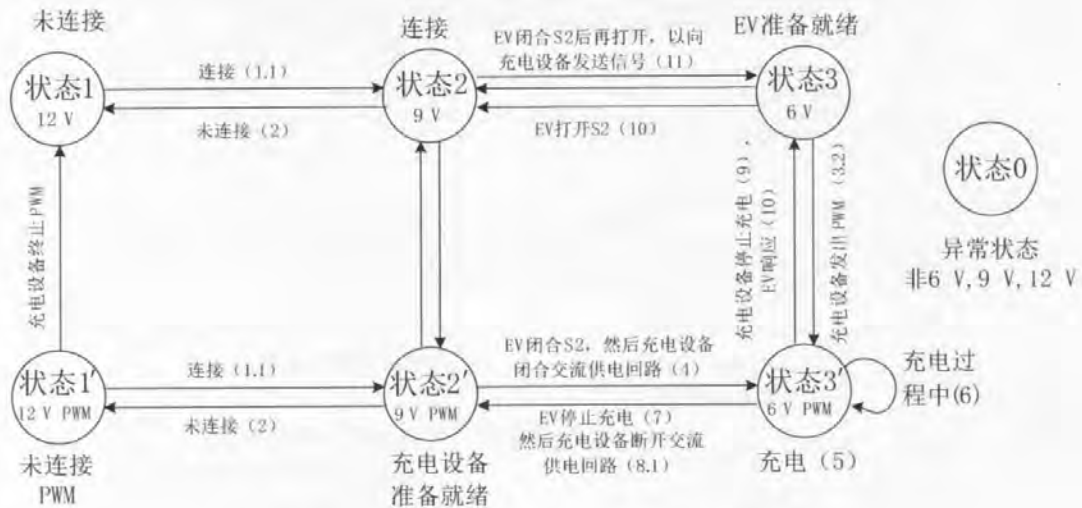 未连接
连接
EV准备就绪
状态1
12 V
连接（1.1）
未连接（2）
状态2
9 V
EV闭合S2后再打开，以向
充电设备发送信号（11）
EV打开S2（10）
状态3
6 V
状态0
异常状态
非6 V,9 V,12 V
充电设备终止PWM
充电设备停止充电（9），
EV响应（10）
充电设备发出PWM（3.2）
状态1′
12 V PWM
未连接
PWM
连接（1.1）
未连接（2）
状态2′
9 V PWM
充电设备
准备就绪
EV闭合S2，然后充电设备
闭合交流供电回路（4）
EV停止充电（7）
然后充电设备断开交流
供电回路（8.1）
状态3′
6 V PWM
充电（5）
充电过
程中(6)